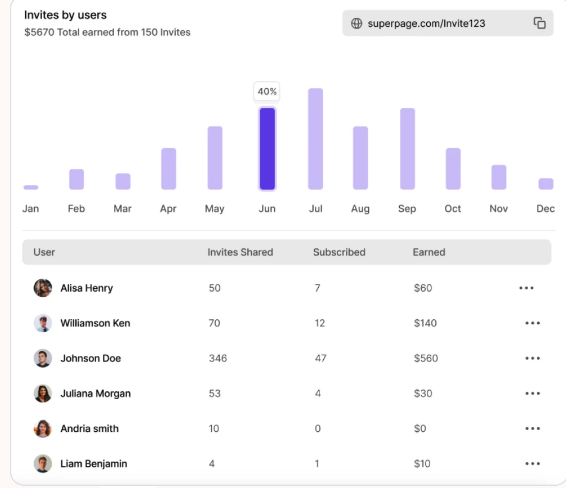 Invites by users
$5670 Total earned from 150 Invites
superpage.com/Invite123
40%
Jan Feb Mar Apr May Jun Jul Aug Sep Oct Nov Dec
User Invites Shared Subscribed Earned
Alisa Henry 50 7 $60
Williamson Ken 70 12 $140
Johnson Doe 346 47 $560
Juliana Morgan 53 4 $30
Andria smith 10 0 $0
Liam Benjamin 4 1 $10